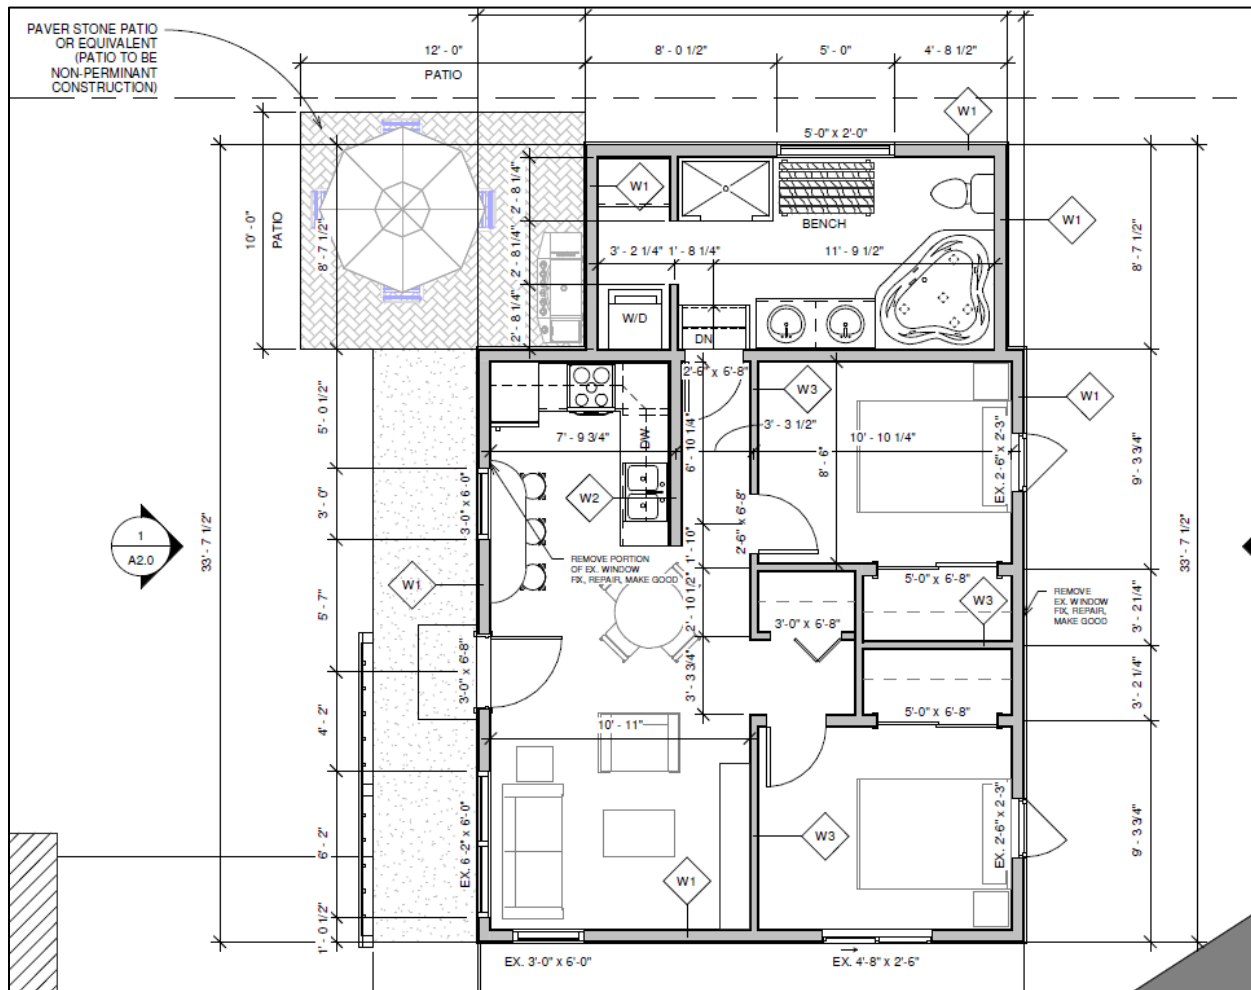 PAVER STONE PATIO
OR EQUIVALENT
(PATIO TO BE
NON-PERMINANT
CONSTRUCTION)
12' - 0"
PATIO
8' - 0 1/2"
5' - 0"
4' - 8 1/2"
W1
5'-0" x 2'-0"
10' - 0"
PATIO
8' - 7 1/2"
2' - 8 1/4"
2' - 8 1/4"
2' - 8 1/4"
W1
BENCH
W1
8' - 7 1/2"
3' - 2 1/4"
1' - 8 1/4"
11' - 9 1/2"
W/D
DN
2'-6" x 6'-8"
W3
W1
5' - 0 1/2"
7' - 9 3/4"
DW
6' - 10 1/4"
3' - 3 1/2"
10' - 10 1/4"
8' - 6"
EX. 2'-6" x 2'-3"
9' - 3 3/4"
3' - 0"
3'-0" x 6'-0"
W2
2'-6" x 6'-8"
1
A2.0
33' - 7 1/2"
33' - 7 1/2"
REMOVE PORTION
OF EX. WINDOW
FIX, REPAIR, MAKE GOOD
1' - 10"
W1
5' - 7"
2' - 10 1/2"
5'-0" x 6'-8"
W3
3'-0" x 6'-8"
REMOVE
EX. WINDOW
FIX, REPAIR,
MAKE GOOD
3' - 2 1/4"
3'-0" x 6'-8"
3' - 3 3/4"
3' - 2 1/4"
5'-0" x 6'-8"
4' - 2"
10' - 11"
6' - 2"
EX. 6'-2" x 6'-0"
W3
EX. 2'-6" x 2'-3"
9' - 3 3/4"
W1
1' - 0 1/2"
EX. 3'-0" x 6'-0"
EX. 4'-8" x 2'-6"